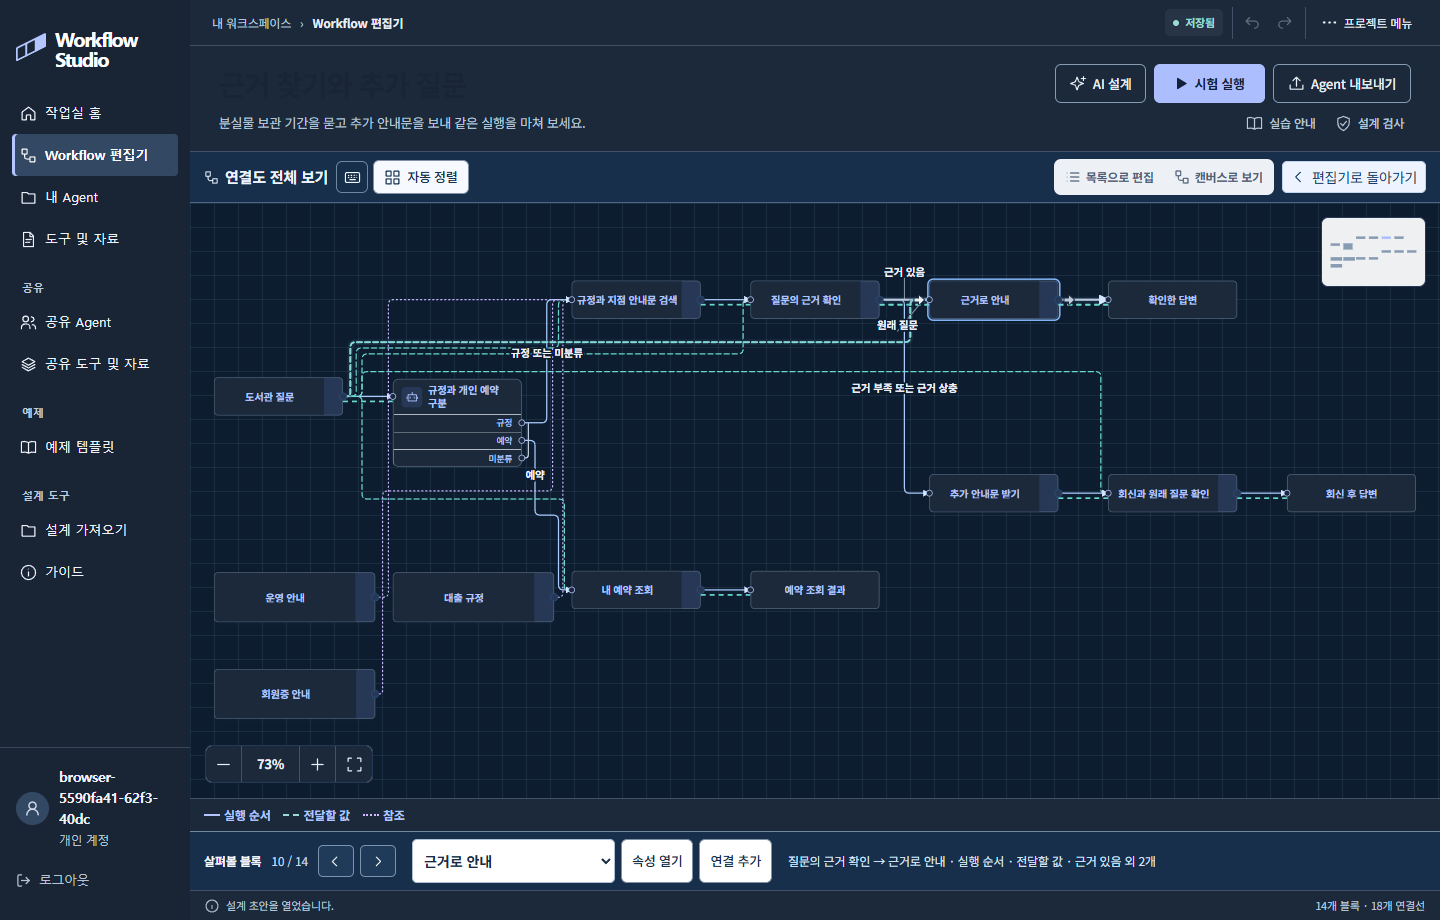 Workflow
Studio
작업실 홈
Workflow 편집기
내 Agent
도구 및 자료
공유
공유 Agent
공유 도구 및 자료
예제
예제 템플릿
설계 도구
설계 가져오기
가이드
browser-
5590fa41-62f3-
40dc
개인 계정
로그아웃
내 워크스페이스 › Workflow 편집기
저장됨
프로젝트 메뉴
근거 찾기와 추가 질문
분실물 보관 기간을 묻고 추가 안내문을 보내 같은 실행을 마쳐 보세요.
AI 설계
시험 실행
Agent 내보내기
실습 안내
설계 검사
연결도 전체 보기
자동 정렬
목록으로 편집
캔버스로 보기
편집기로 돌아가기
근거 있음
규정과 지점 안내문 검색
질문의 근거 확인
근거로 안내
확인한 답변
원래 질문
규정 또는 미분류
근거 부족 또는 근거 상충
도서관 질문
규정과 개인 예약
구분
규정
예약
미분류
예약
추가 안내문 받기
회신과 원래 질문 확인
회신 후 답변
운영 안내
대출 규정
내 예약 조회
예약 조회 결과
회원증 안내
73%
실행 순서
전달할 값
참조
살펴볼 블록
10 / 14
근거로 안내
속성 열기
연결 추가
질문의 근거 확인 → 근거로 안내 · 실행 순서 · 전달할 값 · 근거 있음 외 2개
설계 초안을 열었습니다.
14개 블록 · 18개 연결선